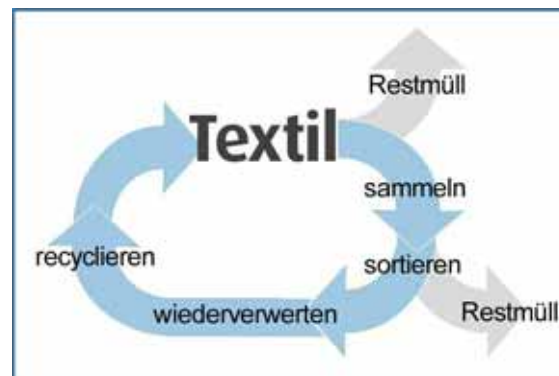 Restmüll
Textil
sammeln
sortieren
recyclieren
wiederverwerten
Restmüll